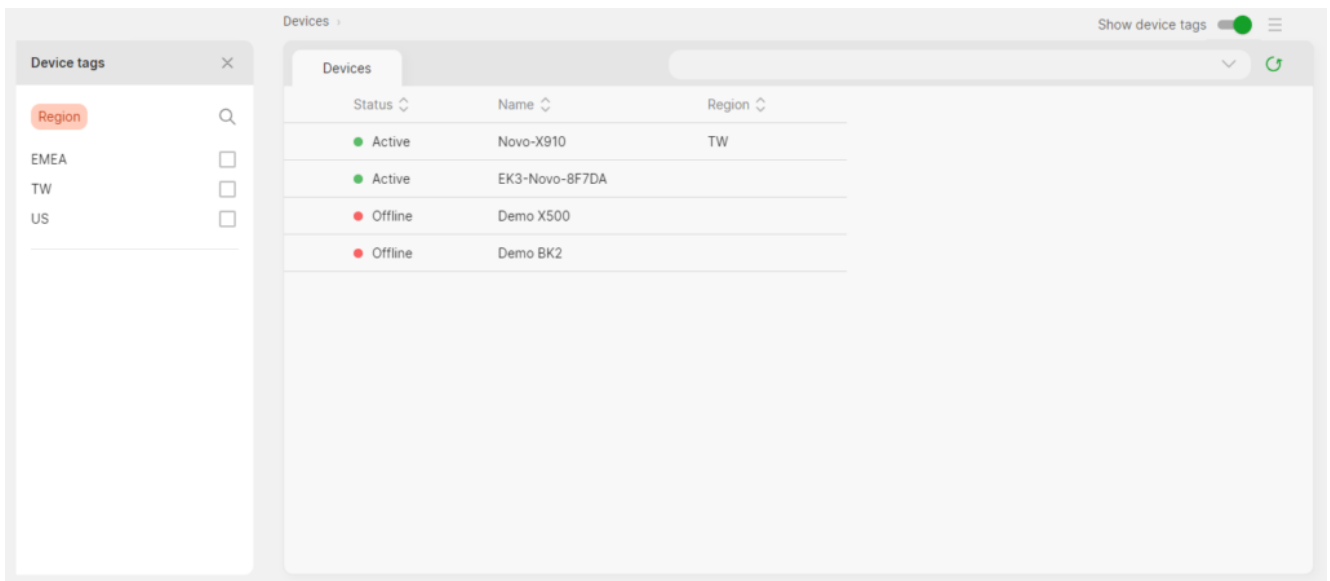 Devices ›
Show device tags
Device tags
Region
EMEA
TW
US
Devices
Status Name Region
Active Novo-X910 TW
Active EK3-Novo-8F7DA
Offline Demo X500
Offline Demo BK2